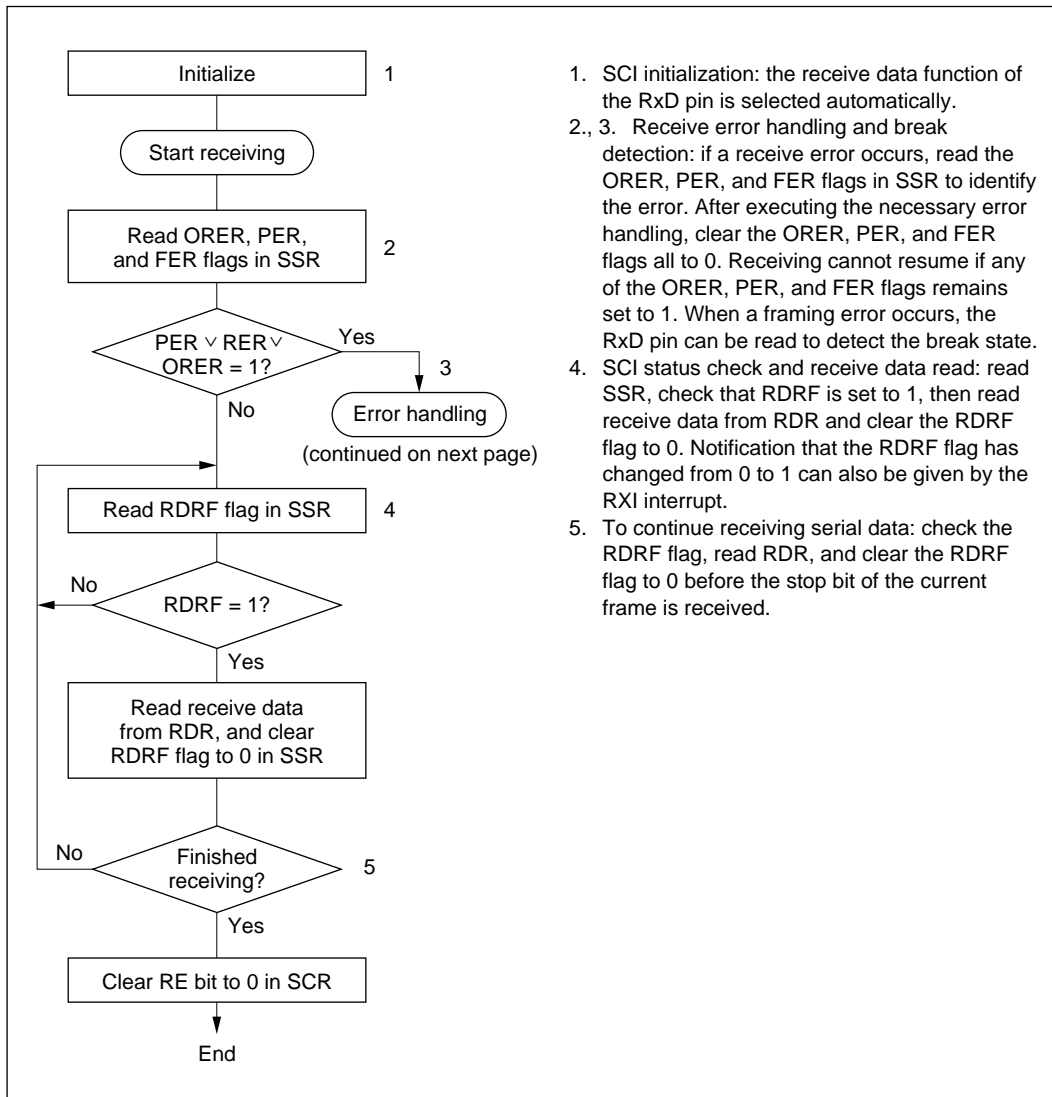 Initialize 1
Start receiving
Read ORER, PER,
and FER flags in SSR 2
PER ∨ RER ∨
ORER = 1?
Yes
3
No
Error handling
(continued on next page)
Read RDRF flag in SSR 4
No
RDRF = 1?
Yes
Read receive data
from RDR, and clear
RDRF flag to 0 in SSR
No
Finished
receiving?
5
Yes
Clear RE bit to 0 in SCR
End
1. SCI initialization: the receive data function of
the RxD pin is selected automatically.
2., 3. Receive error handling and break
detection: if a receive error occurs, read the
ORER, PER, and FER flags in SSR to identify
the error. After executing the necessary error
handling, clear the ORER, PER, and FER
flags all to 0. Receiving cannot resume if any
of the ORER, PER, and FER flags remains
set to 1. When a framing error occurs, the
RxD pin can be read to detect the break state.
4. SCI status check and receive data read: read
SSR, check that RDRF is set to 1, then read
receive data from RDR and clear the RDRF
flag to 0. Notification that the RDRF flag has
changed from 0 to 1 can also be given by the
RXI interrupt.
5. To continue receiving serial data: check the
RDRF flag, read RDR, and clear the RDRF
flag to 0 before the stop bit of the current
frame is received.